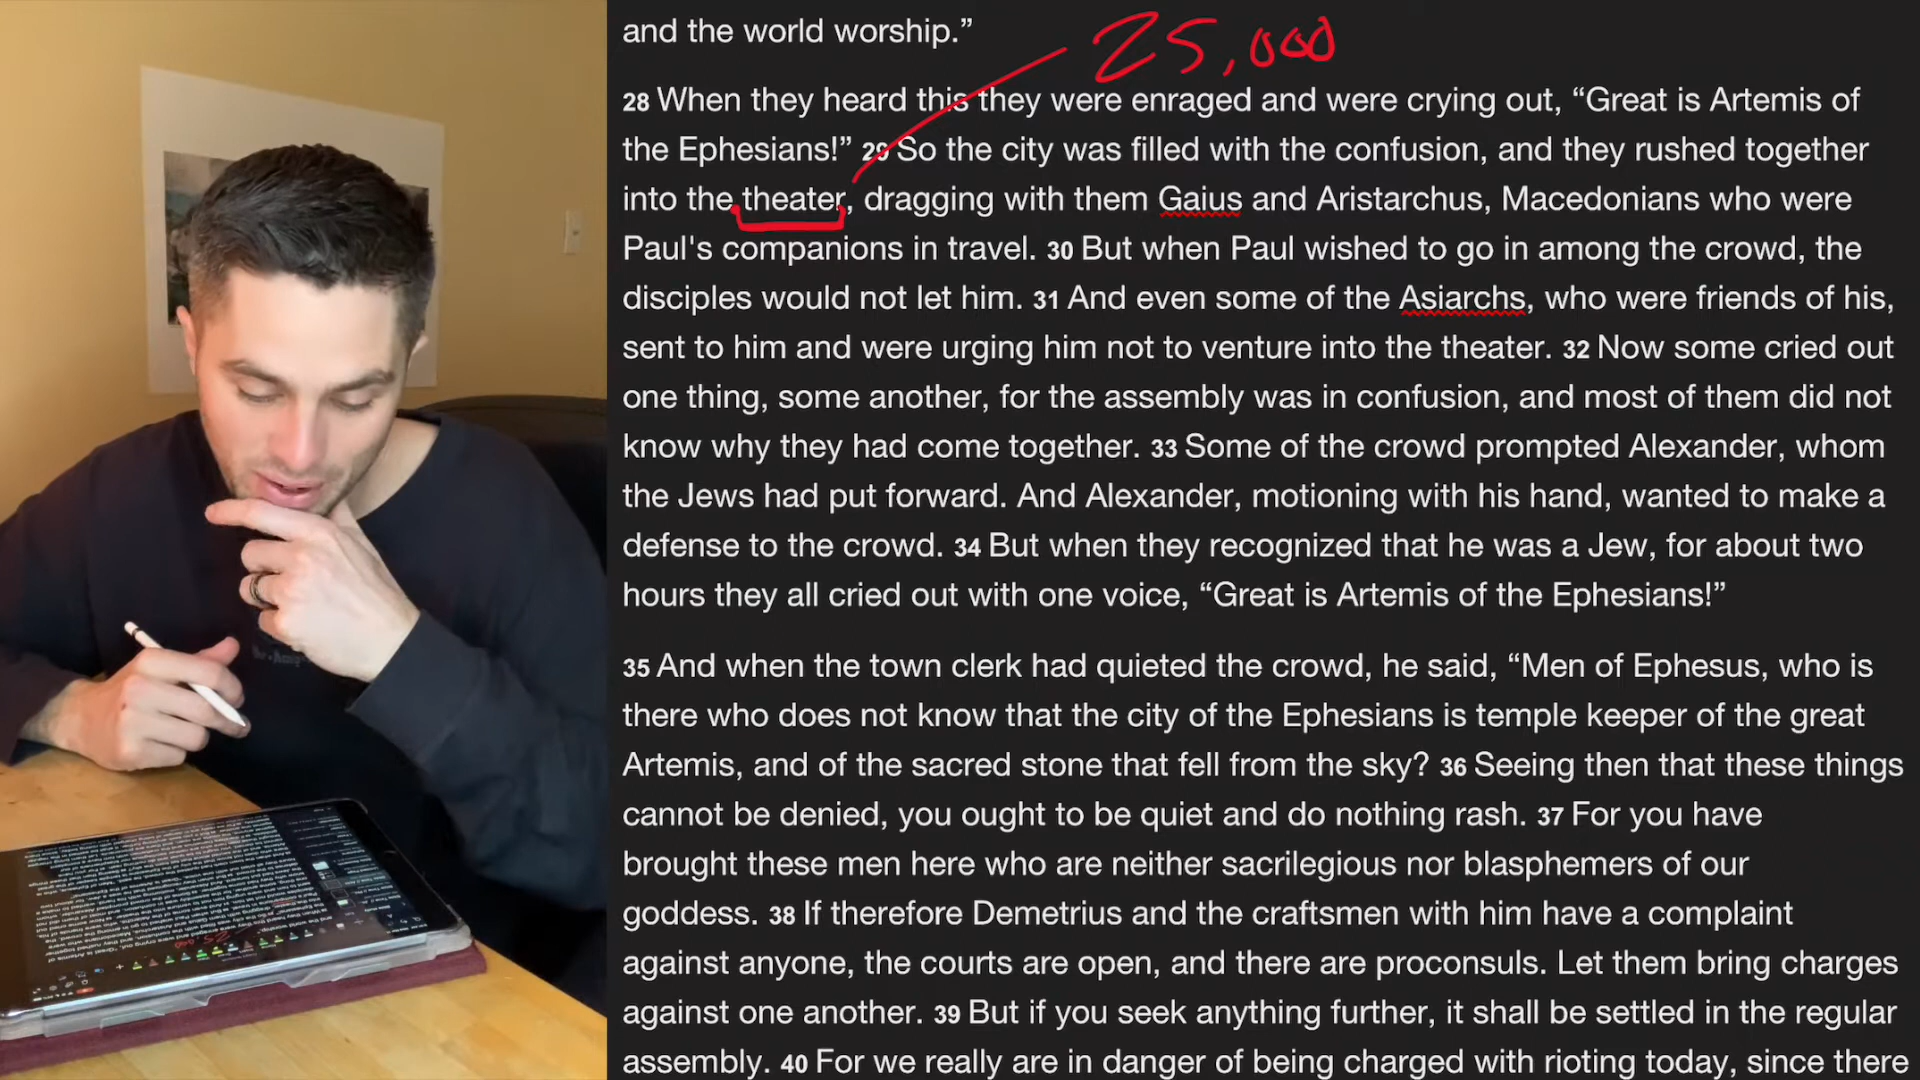 and the world worship.”
25,000
28 When they heard this they were enraged and were crying out, “Great is Artemis of
the Ephesians!” 29 So the city was filled with the confusion, and they rushed together
into the theater, dragging with them Gaius and Aristarchus, Macedonians who were
Paul's companions in travel. 30 But when Paul wished to go in among the crowd, the
disciples would not let him. 31 And even some of the Asiarchs, who were friends of his,
sent to him and were urging him not to venture into the theater. 32 Now some cried out
one thing, some another, for the assembly was in confusion, and most of them did not
know why they had come together. 33 Some of the crowd prompted Alexander, whom
the Jews had put forward. And Alexander, motioning with his hand, wanted to make a
defense to the crowd. 34 But when they recognized that he was a Jew, for about two
hours they all cried out with one voice, “Great is Artemis of the Ephesians!”
35 And when the town clerk had quieted the crowd, he said, “Men of Ephesus, who is
there who does not know that the city of the Ephesians is temple keeper of the great
Artemis, and of the sacred stone that fell from the sky? 36 Seeing then that these things
cannot be denied, you ought to be quiet and do nothing rash. 37 For you have
brought these men here who are neither sacrilegious nor blasphemers of our
goddess. 38 If therefore Demetrius and the craftsmen with him have a complaint
against anyone, the courts are open, and there are proconsuls. Let them bring charges
against one another. 39 But if you seek anything further, it shall be settled in the regular
assembly. 40 For we really are in danger of being charged with rioting today, since there